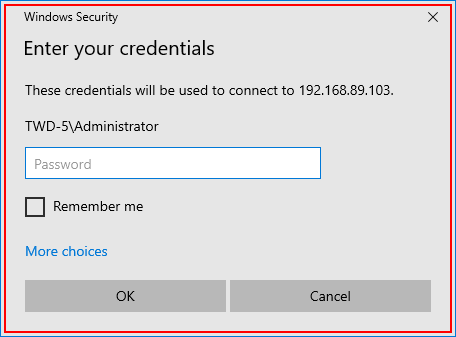 Windows Security
Enter your credentials
These credentials will be used to connect to 192.168.89.103.
TWD-5\Administrator
Password
Remember me
More choices
OK
Cancel